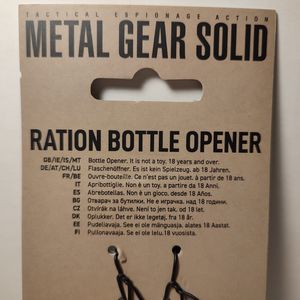 TACTICAL ESPIONAGE ACTION
METAL GEAR SOLID
RATION BOTTLE OPENER
GB/IE/IS/MT Bottle Opener. It is not a toy, 18 years and over.
DE/AT/CH/LU Flaschenöffner. Es ist kein Spielzeug, ab 18 Jahren.
FR/BE Ouvre-bouteille. Ce n'est pas un jouet, à partir de 18 ans.
IT Apribottiglie. Non è un toy, a partire da 18 Anni.
ES Abrebotellas. No es un gioco, desde 18 Años.
BG Отварач за бутилки. Не е играчка, над 18 години.
CZ Otvírák na láhve. Není to jen tak, od 18 let.
DK Oplukker. Det er ikke legetøj, fra 18 år.
EE Pudeliavaja. See ei ole mänguasja, alates 18 Aastat.
FI Pullonavaaja. Se ei ole lelu, 18 vuosista.